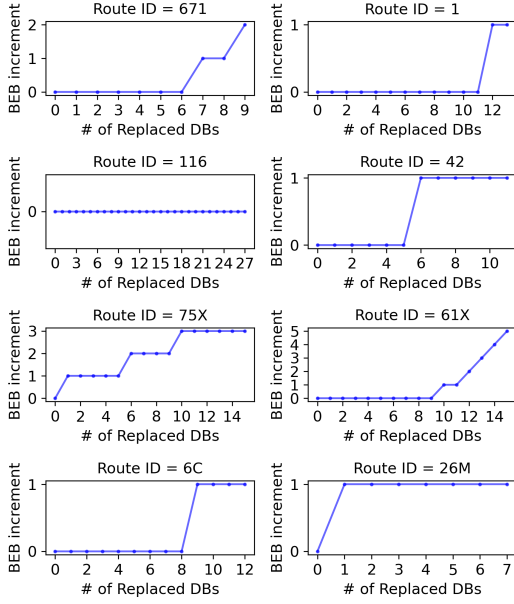 Route ID = 671
BEB increment
2
1
0
0 1 2 3 4 5 6 7 8 9
# of Replaced DBs
Route ID = 1
BEB increment
1
0
0 2 4 6 8 10 12
# of Replaced DBs
Route ID = 116
BEB increment
0
0 3 6 9 12 15 18 21 24 27
# of Replaced DBs
Route ID = 42
BEB increment
1
0
0 2 4 6 8 10
# of Replaced DBs
Route ID = 75X
BEB increment
3
2
1
0
0 2 4 6 8 10 12 14
# of Replaced DBs
Route ID = 61X
BEB increment
5
4
3
2
1
0
0 2 4 6 8 10 12 14
# of Replaced DBs
Route ID = 6C
BEB increment
1
0
0 2 4 6 8 10 12
# of Replaced DBs
Route ID = 26M
BEB increment
1
0
0 1 2 3 4 5 6 7
# of Replaced DBs